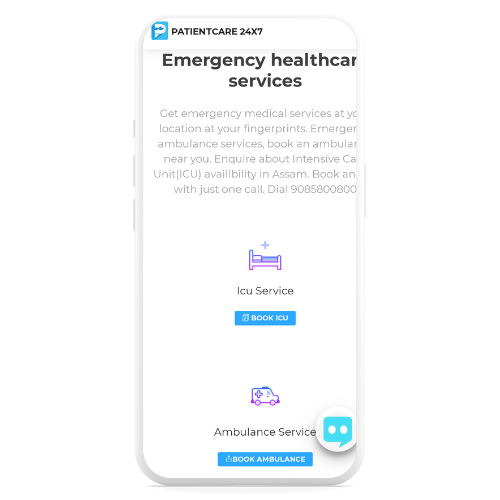 PATIENTCARE 24X7
Emergency healthcar
services
Get emergency medical services at yo
location at your fingerprints. Emerger
ambulance services, book an ambular
near you. Enquire about Intensive Ca
Unit(ICU) availibility in Assam. Book an
with just one call. Dial 9085800800
Icu Service
BOOK ICU
Ambulance Service
BOOK AMBULANCE